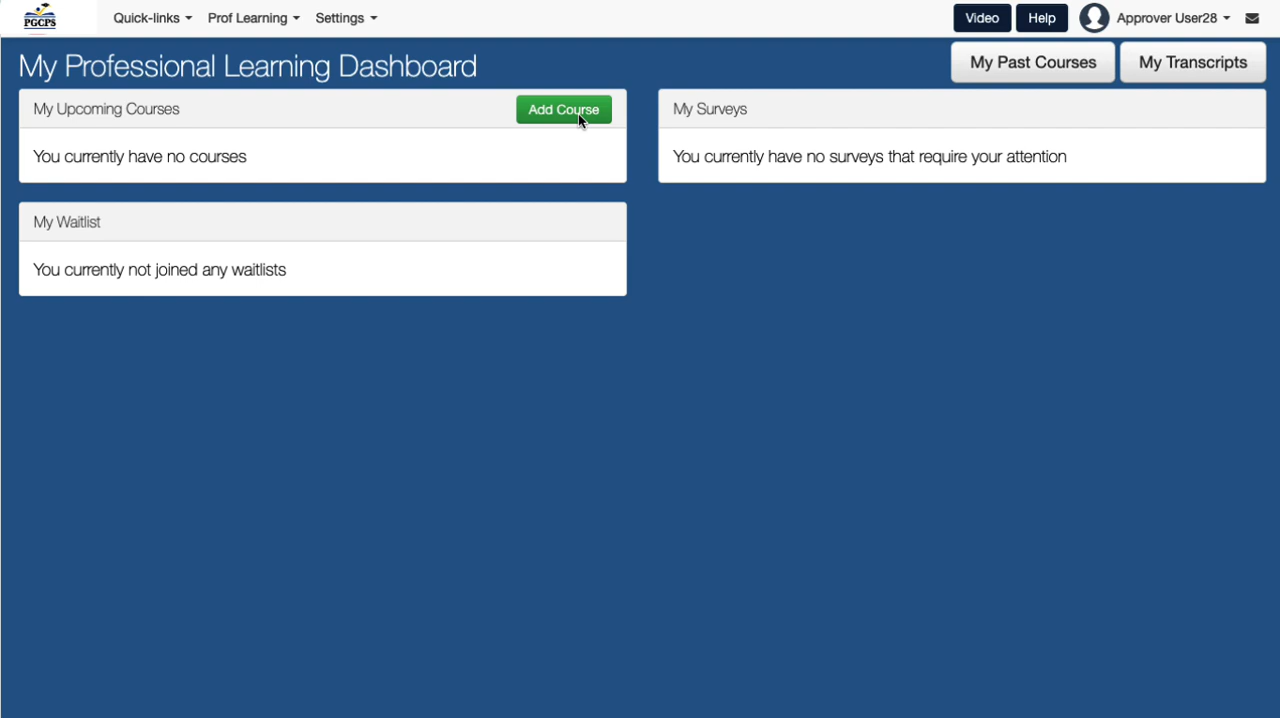 PGCPS
Quick-links Prof Learning Settings Video Help Approver User28
My Professional Learning Dashboard My Past Courses My Transcripts
My Upcoming Courses Add Course
You currently have no courses
My Surveys
You currently have no surveys that require your attention
My Waitlist
You currently not joined any waitlists